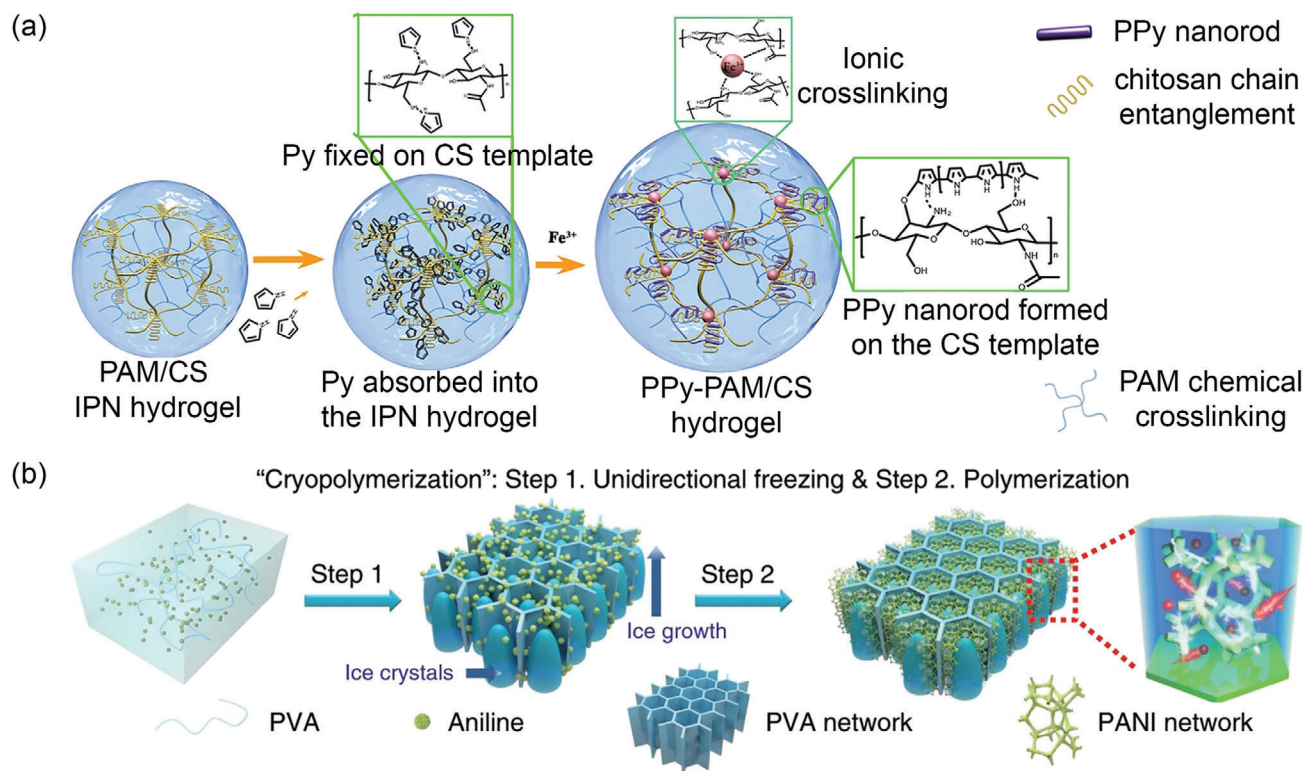 (a)
Py fixed on CS template
Fe³⁺
Ionic
crosslinking
PPy nanorod
chitosan chain
entanglement
Fe³⁺
PPy nanorod formed
on the CS template
PAM/CS
IPN hydrogel
Py absorbed into
the IPN hydrogel
PPy-PAM/CS
hydrogel
PAM chemical
crosslinking
(b)
“Cryopolymerization”: Step 1. Unidirectional freezing & Step 2. Polymerization
Step 1
Step 2
Ice growth
Ice crystals
PVA
Aniline
PVA network
PANI network